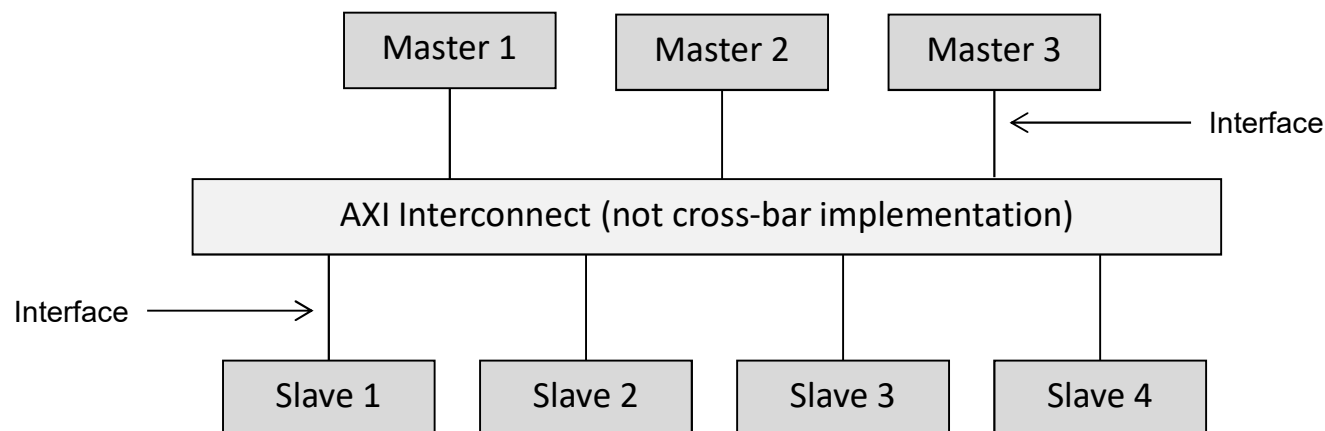 Master 1
Master 2
Master 3
Interface
AXI Interconnect (not cross-bar implementation)
Interface
Slave 1
Slave 2
Slave 3
Slave 4